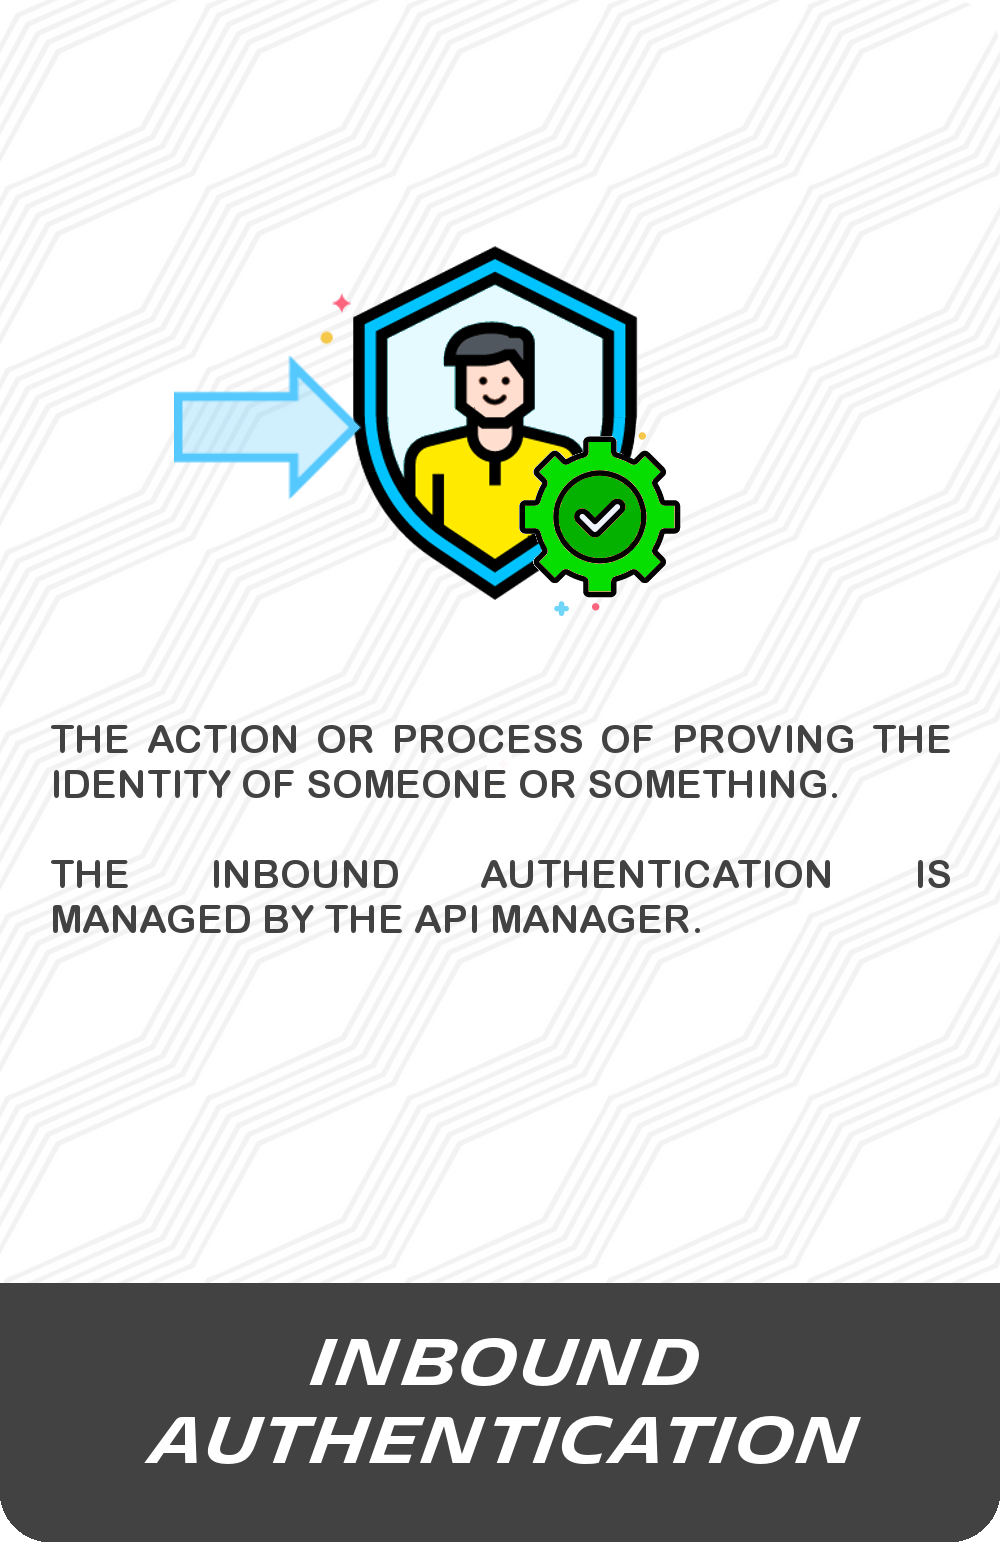 THE ACTION OR PROCESS OF PROVING THE
IDENTITY OF SOMEONE OR SOMETHING.
THE INBOUND AUTHENTICATION IS
MANAGED BY THE API MANAGER.
INBOUND
AUTHENTICATION